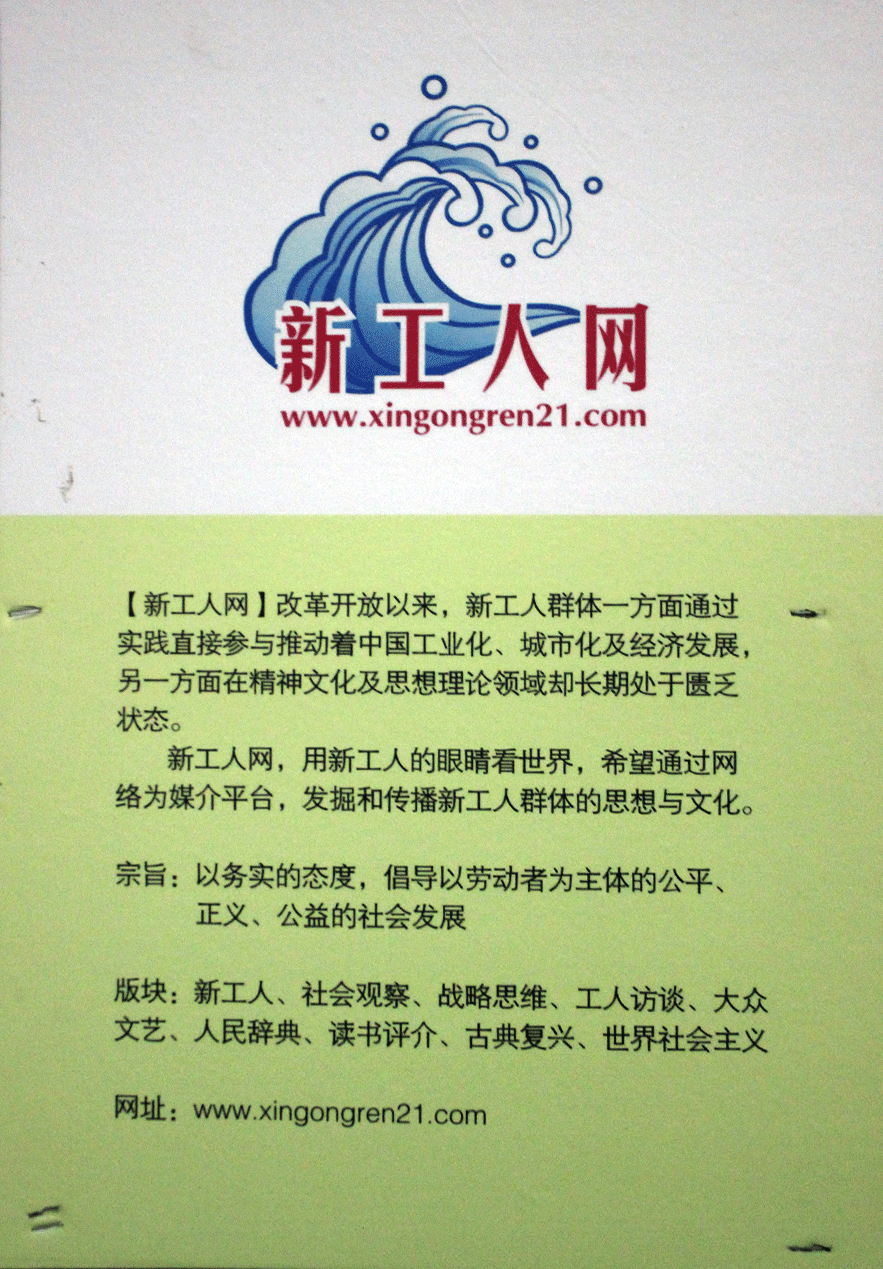 新工人网
www.xingongren21.com
【新工人网】改革开放以来，新工人群体一方面通过
实践直接参与推动着中国工业化、城市化及经济发展，
另一方面在精神文化及思想理论领域却长期处于匮乏
状态。
新工人网，用新工人的眼睛看世界，希望通过网
络为媒介平台，发掘和传播新工人群体的思想与文化。
宗旨：以务实的态度，倡导以劳动者为主体的公平、
正义、公益的社会发展
版块：新工人、社会观察、战略思维、工人访谈、大众
文艺、人民辞典、读书评介、古典复兴、世界社会主义
网址：www.xingongren21.com